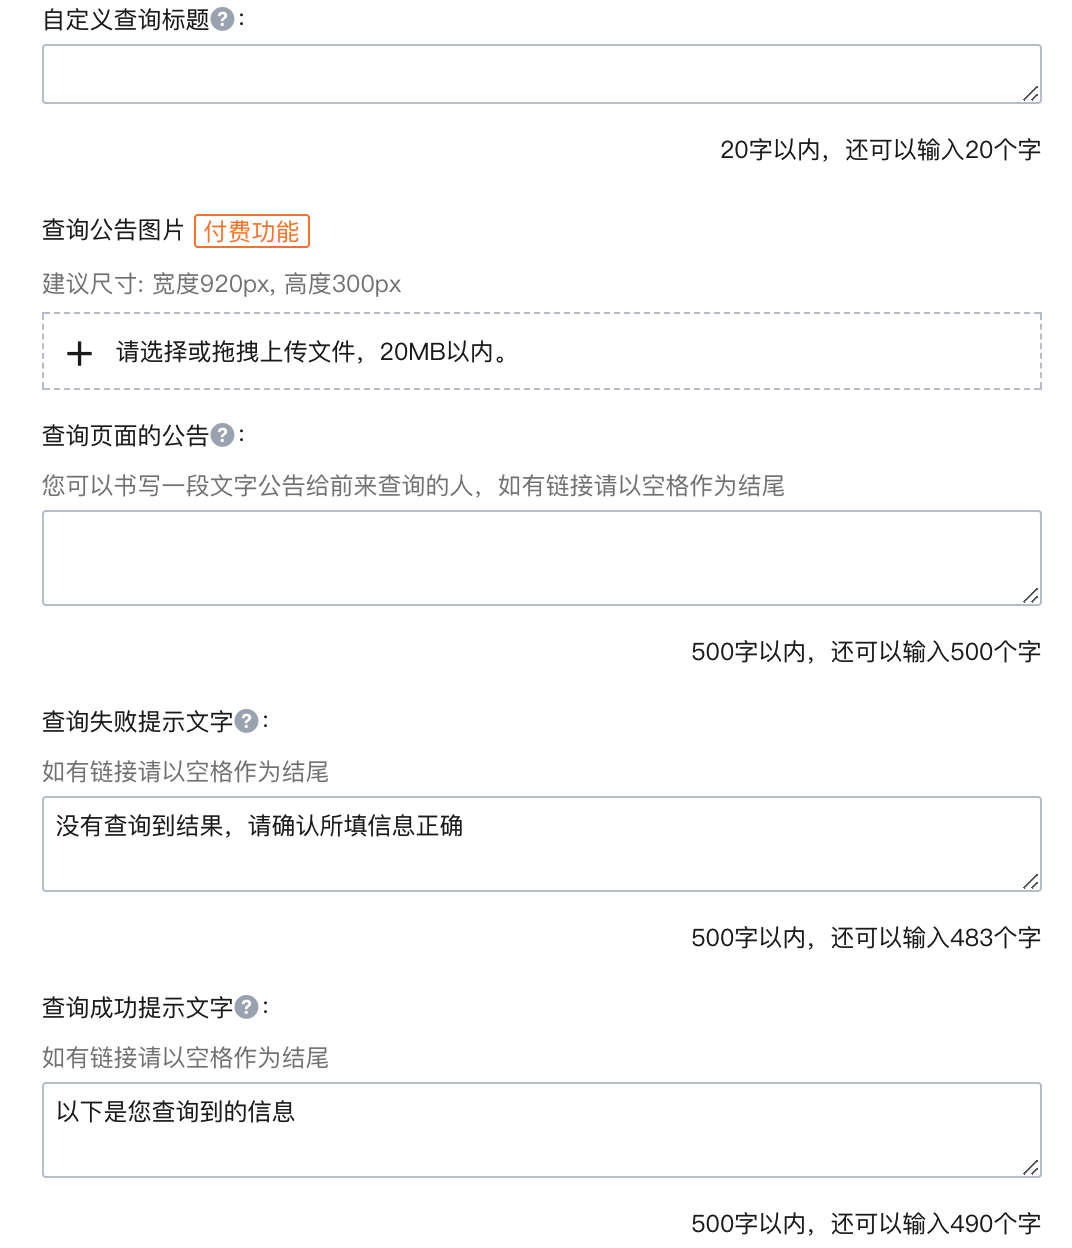 自定义查询标题?：
20字以内，还可以输入20个字
查询公告图片 付费功能
建议尺寸: 宽度920px, 高度300px
+ 请选择或拖拽上传文件，20MB以内。
查询页面的公告?：
您可以书写一段文字公告给前来查询的人，如有链接请以空格作为结尾
500字以内，还可以输入500个字
查询失败提示文字?：
如有链接请以空格作为结尾
没有查询到结果，请确认所填信息正确
500字以内，还可以输入483个字
查询成功提示文字?：
如有链接请以空格作为结尾
以下是您查询到的信息
500字以内，还可以输入490个字